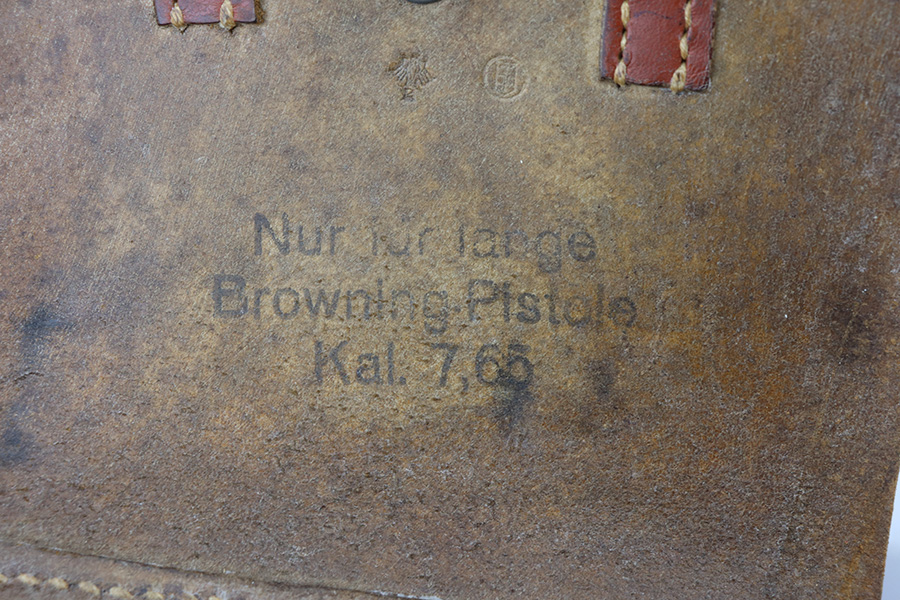 Nur für lange
Browning-Pistole
Kal. 7,65